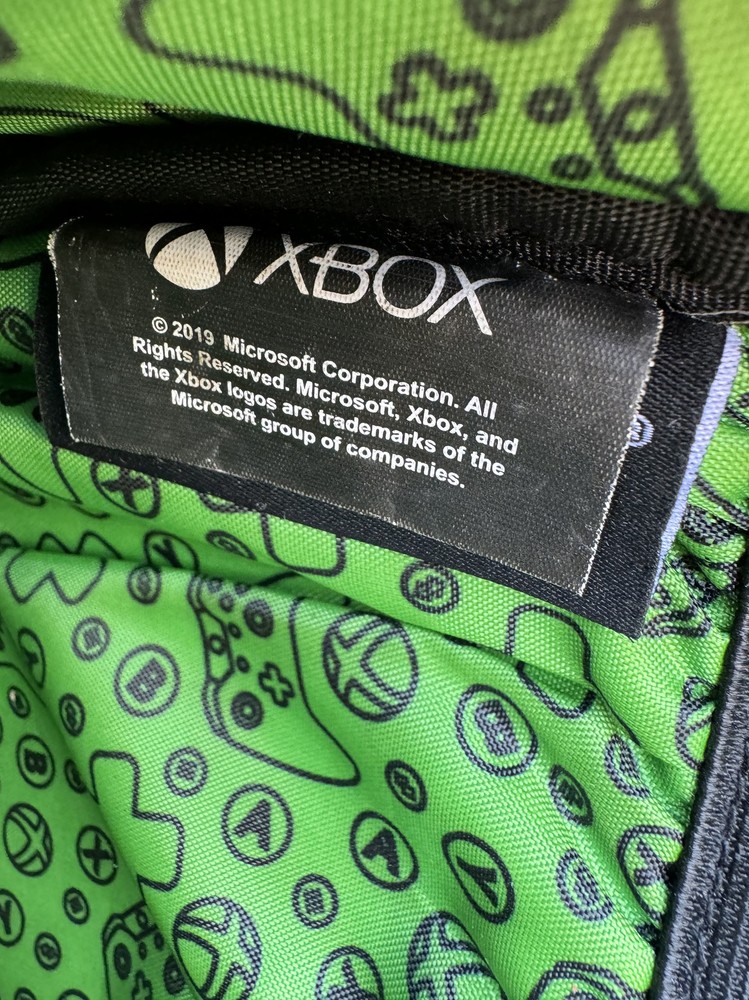 XBOX
© 2019 Microsoft Corporation. All
Rights Reserved. Microsoft, Xbox, and
the Xbox logos are trademarks of the
Microsoft group of companies.
B
A
A
Y
B
B
X
Y
Y